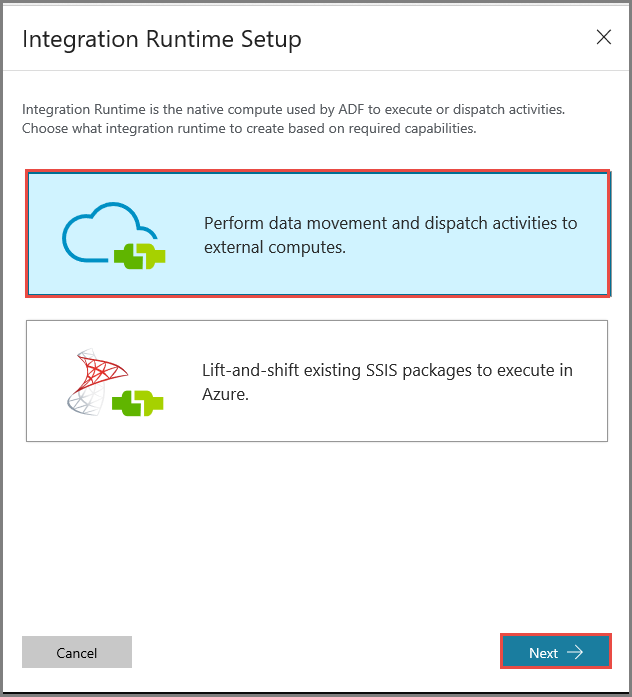 Integration Runtime Setup
Integration Runtime is the native compute used by ADF to execute or dispatch activities.
Choose what integration runtime to create based on required capabilities.
Perform data movement and dispatch activities to
external computes.
Lift-and-shift existing SSIS packages to execute in
Azure.
Cancel
Next